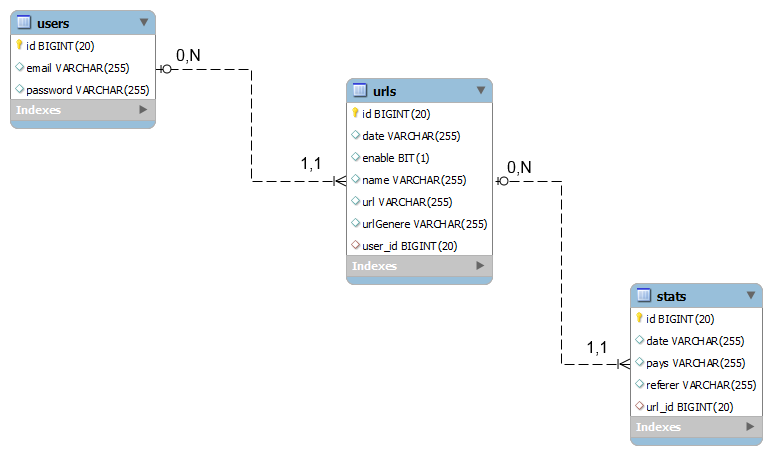 users
id BIGINT(20)
email VARCHAR(255)
password VARCHAR(255)
Indexes
0,N
1,1
urls
id BIGINT(20)
date VARCHAR(255)
enable BIT(1)
name VARCHAR(255)
url VARCHAR(255)
urlGenere VARCHAR(255)
user_id BIGINT(20)
Indexes
0,N
1,1
stats
id BIGINT(20)
date VARCHAR(255)
pays VARCHAR(255)
referer VARCHAR(255)
url_id BIGINT(20)
Indexes